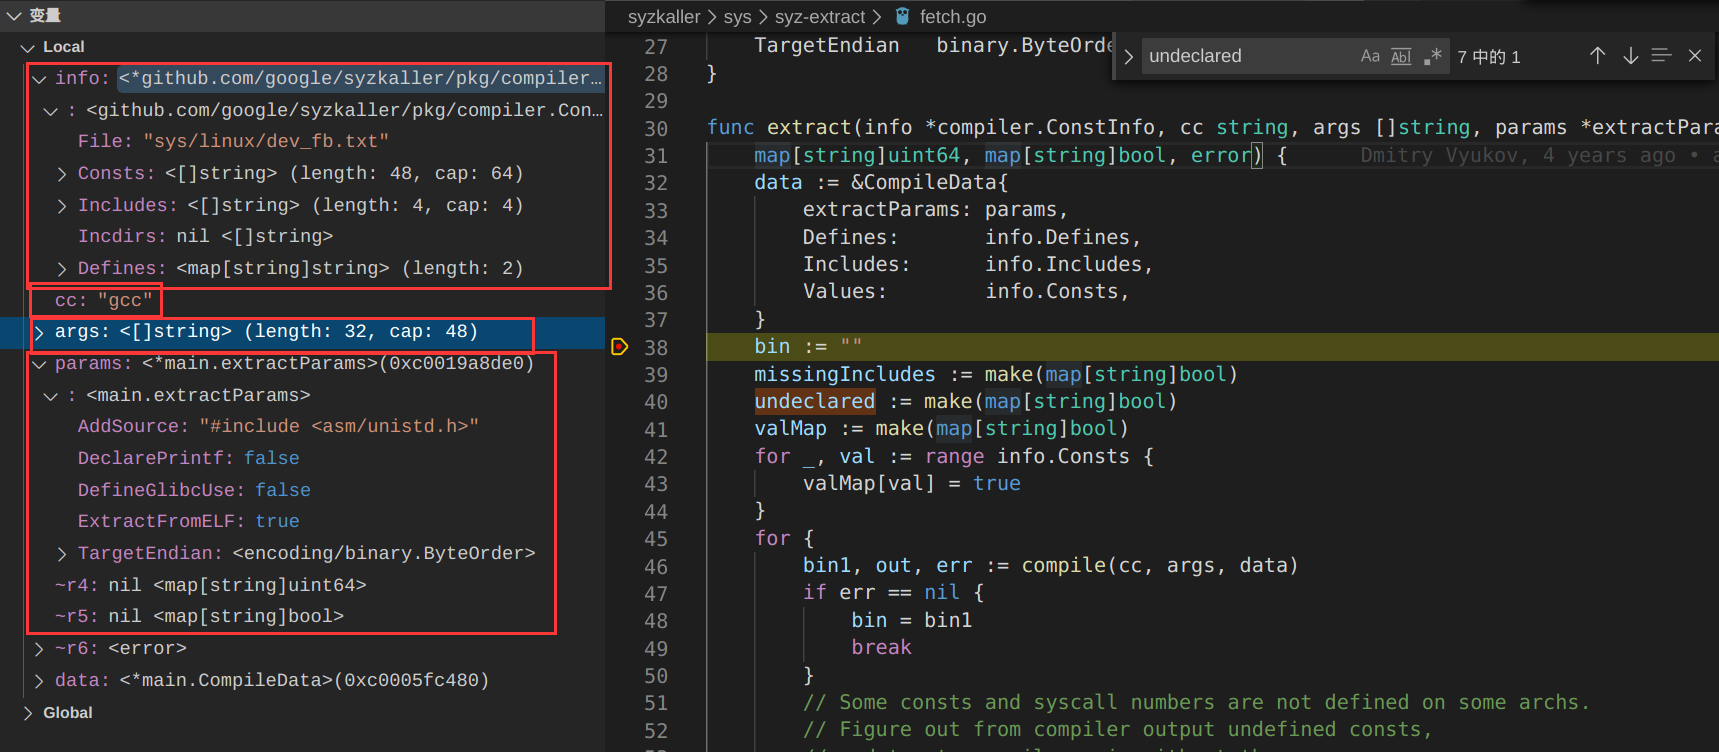 变量
Local
info: <*github.com/google/syzkaller/pkg/compiler…
: <github.com/google/syzkaller/pkg/compiler.Con…
File: "sys/linux/dev_fb.txt"
Consts: <[]string> (length: 48, cap: 64)
Includes: <[]string> (length: 4, cap: 4)
Incdirs: nil <[]string>
Defines: <map[string]string> (length: 2)
cc: "gcc"
args: <[]string> (length: 32, cap: 48)
params: <*main.extractParams>(0xc0019a8de0)
: <main.extractParams>
AddSource: "#include <asm/unistd.h>"
DeclarePrintf: false
DefineGlibcUse: false
ExtractFromELF: true
TargetEndian: <encoding/binary.ByteOrder>
~r4: nil <map[string]uint64>
~r5: nil <map[string]bool>
~r6: <error>
data: <*main.CompileData>(0xc0005fc480)
Global
syzkaller > sys > syz-extract > fetch.go
undeclared Aa Abl .* 7 中的 1
27 TargetEndian binary.ByteOrde
28 }
29
30 func extract(info *compiler.ConstInfo, cc string, args []string, params *extractPara
31 map[string]uint64, map[string]bool, error) { Dmitry Vyukov, 4 years ago •
32 data := &CompileData{
33 extractParams: params,
34 Defines: info.Defines,
35 Includes: info.Includes,
36 Values: info.Consts,
37 }
38 bin := ""
39 missingIncludes := make(map[string]bool)
40 undeclared := make(map[string]bool)
41 valMap := make(map[string]bool)
42 for _, val := range info.Consts {
43 valMap[val] = true
44 }
45 for {
46 bin1, out, err := compile(cc, args, data)
47 if err == nil {
48 bin = bin1
49 break
50 }
51 // Some consts and syscall numbers are not defined on some archs.
52 // Figure out from compiler output undefined consts,